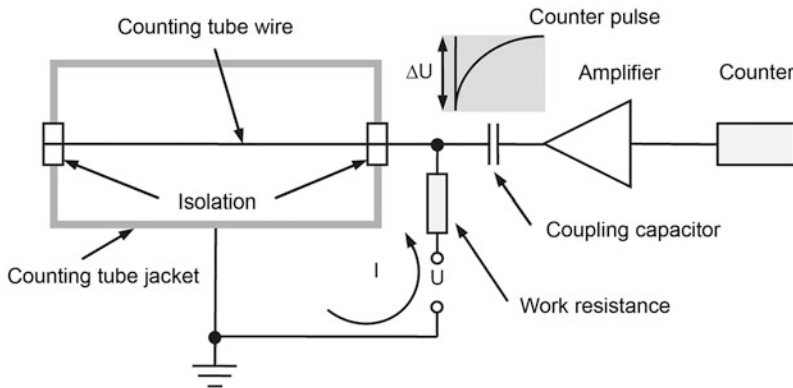 Counter pulse
Counting tube wire
ΔU
Amplifier
Counter
Isolation
Coupling capacitor
Counting tube jacket
I
U
Work resistance